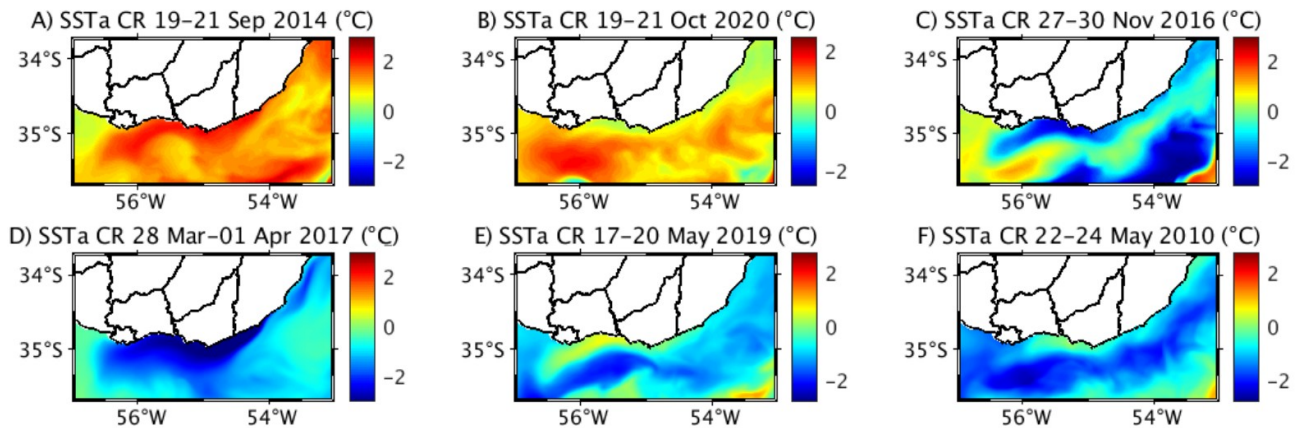 A) SSTa CR 19-21 Sep 2014 (°C)
B) SSTa CR 19-21 Oct 2020 (°C)
C) SSTa CR 27-30 Nov 2016 (°C)
34°S
35°S
56°W
54°W
2
0
-2
34°S
35°S
56°W
54°W
2
1
0
-1
-2
34°S
35°S
56°W
54°W
2
0
-2
D) SSTa CR 28 Mar-01 Apr 2017 (°C)
E) SSTa CR 17-20 May 2019 (°C)
F) SSTa CR 22-24 May 2010 (°C)
34°S
35°S
56°W
54°W
2
0
-2
34°S
35°S
56°W
54°W
2
0
-2
34°S
35°S
56°W
54°W
2
0
-2